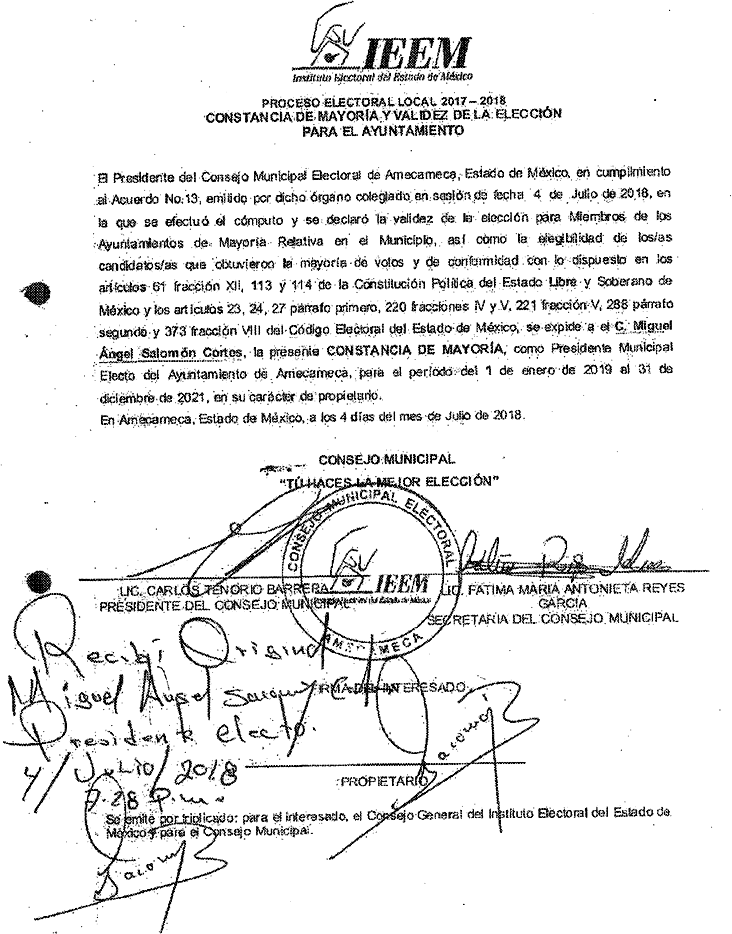 IEEM
Instituto Electoral del Estado de México
PROCESO ELECTORAL LOCAL 2017 – 2018
CONSTANCIA DE MAYORÍA Y VALIDEZ DE LA ELECCIÓN
PARA EL AYUNTAMIENTO
El Presidente del Consejo Municipal Electoral de Amecameca, Estado de México, en cumplimiento
al Acuerdo No.13, emitido por dicho órgano colegiado en sesión de fecha 4 de Julio de 2018, en
la que se efectuó el cómputo y se declaró la validez de la elección para Miembros de los
Ayuntamientos de Mayoría Relativa en el Municipio, así como la elegibilidad de los/as
candidatos/as que obtuvieron la mayoría de votos y de conformidad con lo dispuesto en los
artículos 61 fracción XII, 113 y 114 de la Constitución Política del Estado Libre y Soberano de
México y los artículos 23, 24, 27 párrafo primero, 220 fracciones IV y V, 221 fracción V, 288 párrafo
segundo y 373 fracción VIII del Código Electoral del Estado de México, se expide a el C. Miguel
Ángel Salomón Cortes, la presente CONSTANCIA DE MAYORÍA, como Presidente Municipal
Electo del Ayuntamiento de Amecameca, para el período del 1 de enero de 2019 al 31 de
diciembre de 2021, en su carácter de propietario.
En Amecameca, Estado de México, a los 4 días del mes de Julio de 2018.
CONSEJO MUNICIPAL
"TÚ HACES LA MEJOR ELECCIÓN"
CONSEJO MUNICIPAL ELECTORAL
IEEM
AMECAMECA
LIC. CARLOS TENORIO BARRERA
PRESIDENTE DEL CONSEJO MUNICIPAL
LIC. FATIMA MARIA ANTONIETA REYES
GARCIA
SECRETARIA DEL CONSEJO MUNICIPAL
Recibí Original
Miguel Ángel
FIRMA DEL INTERESADO
Presidente electo.
4/Julio/2018
7:28 p.m.
PROPIETARIO
Se emite por triplicado: para el interesado, el Consejo General del Instituto Electoral del Estado de
México y para el Consejo Municipal.